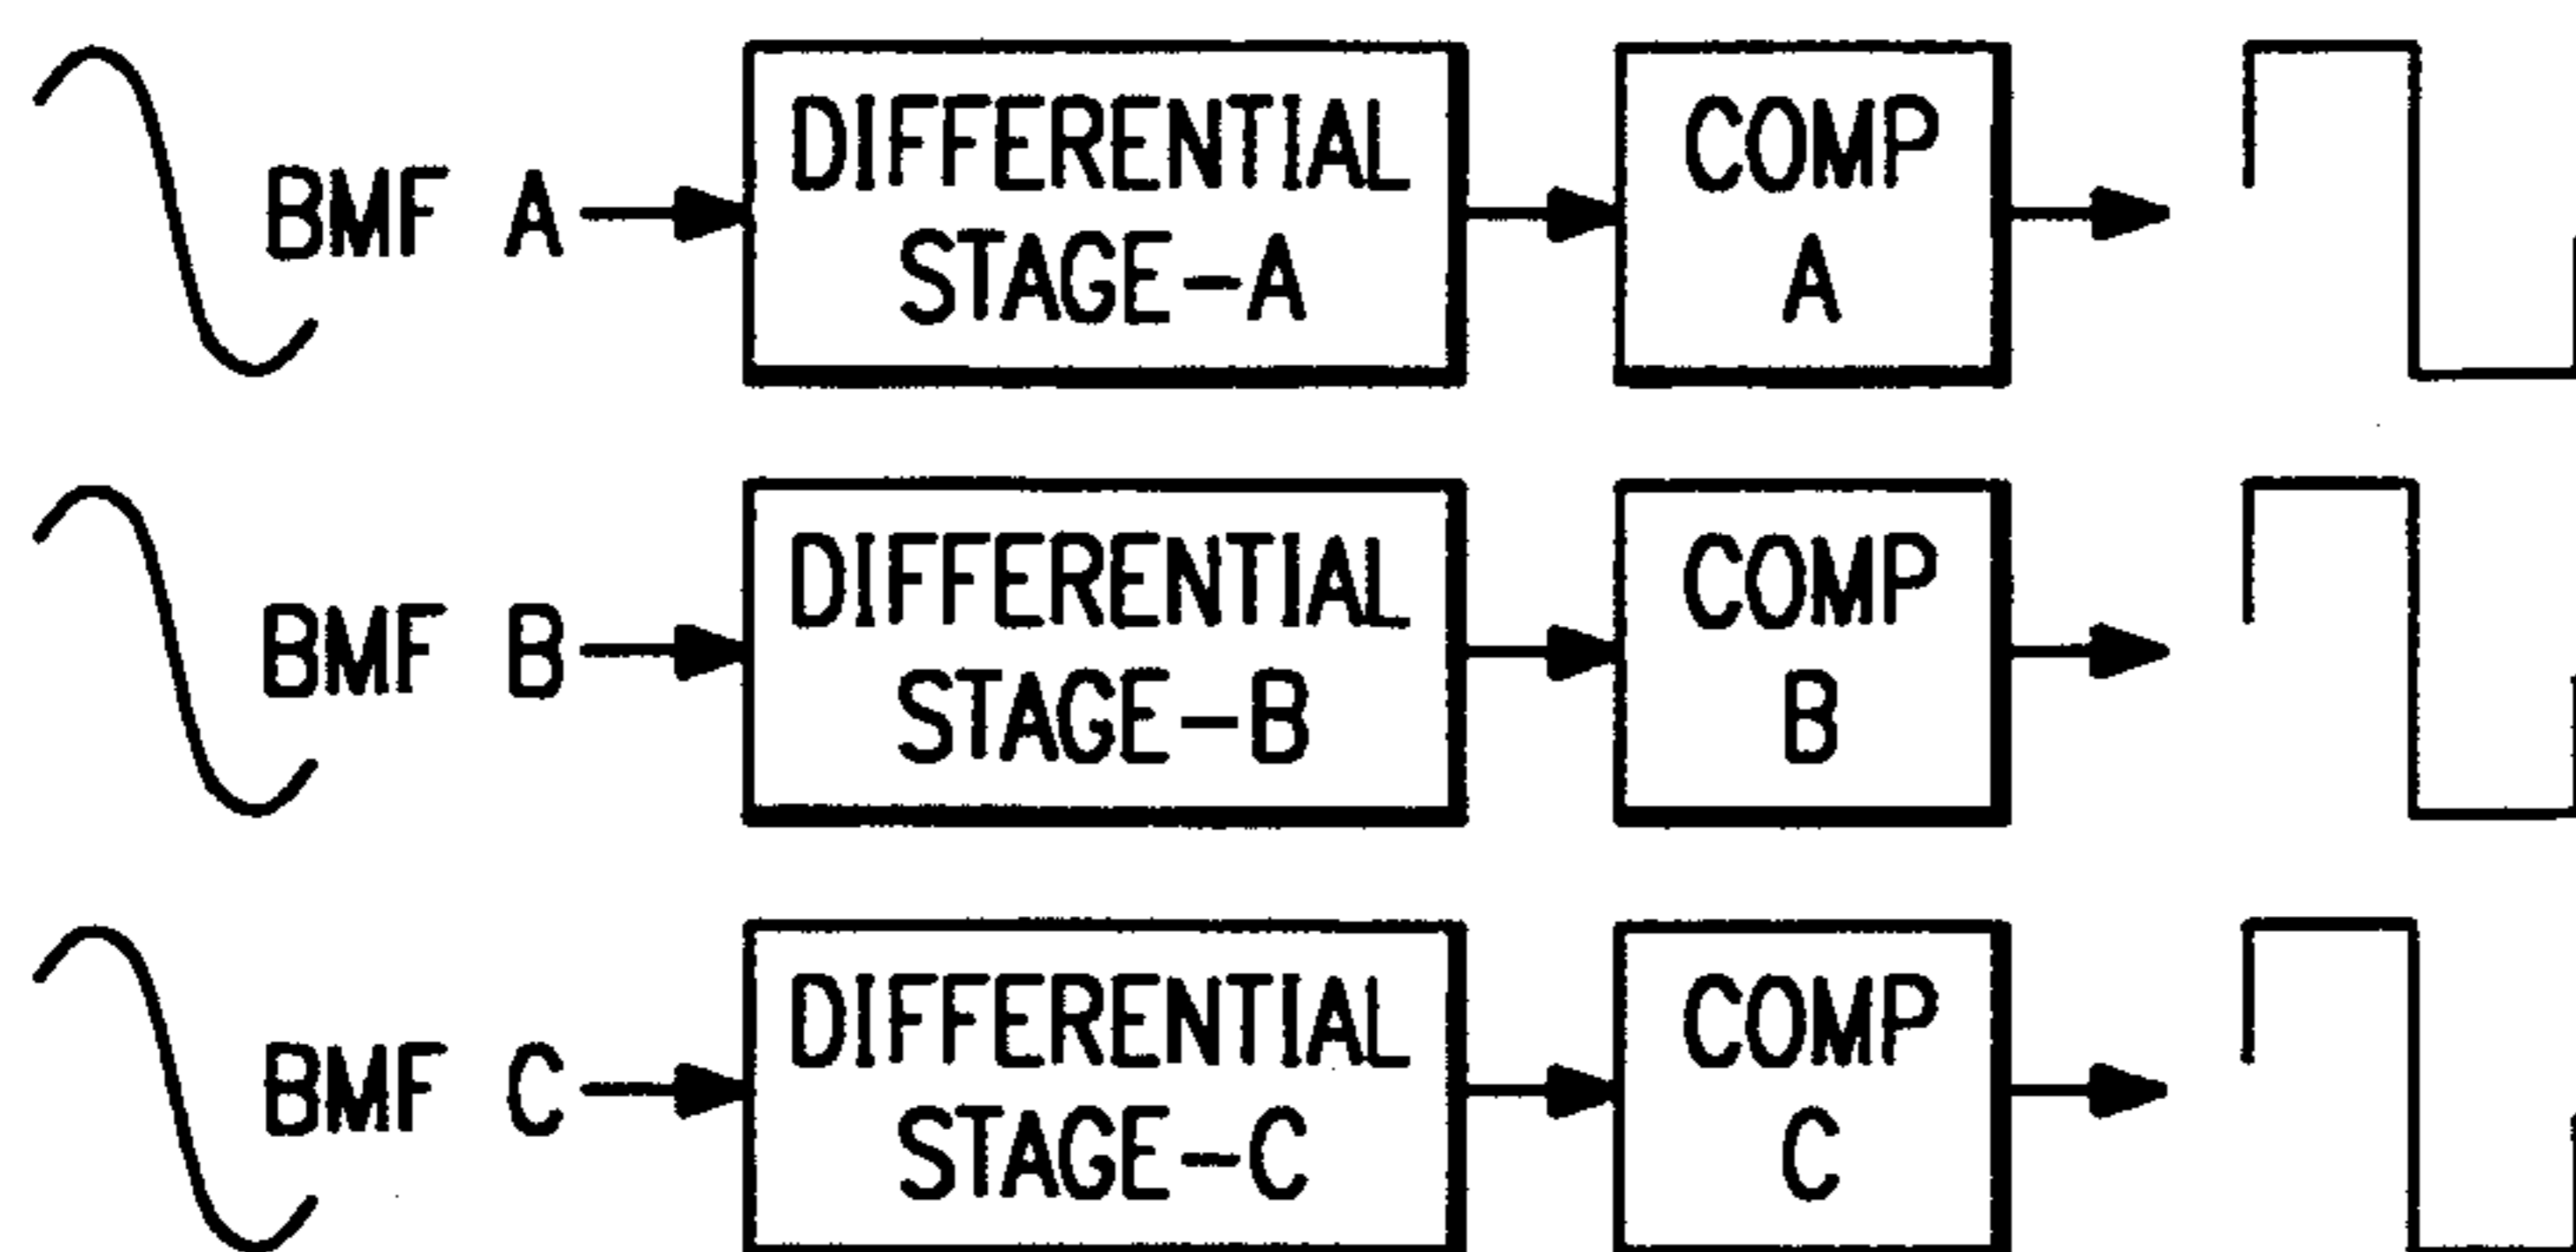 BMF A
DIFFERENTIAL
STAGE-A
COMP
A
BMF B
DIFFERENTIAL
STAGE-B
COMP
B
BMF C
DIFFERENTIAL
STAGE-C
COMP
C